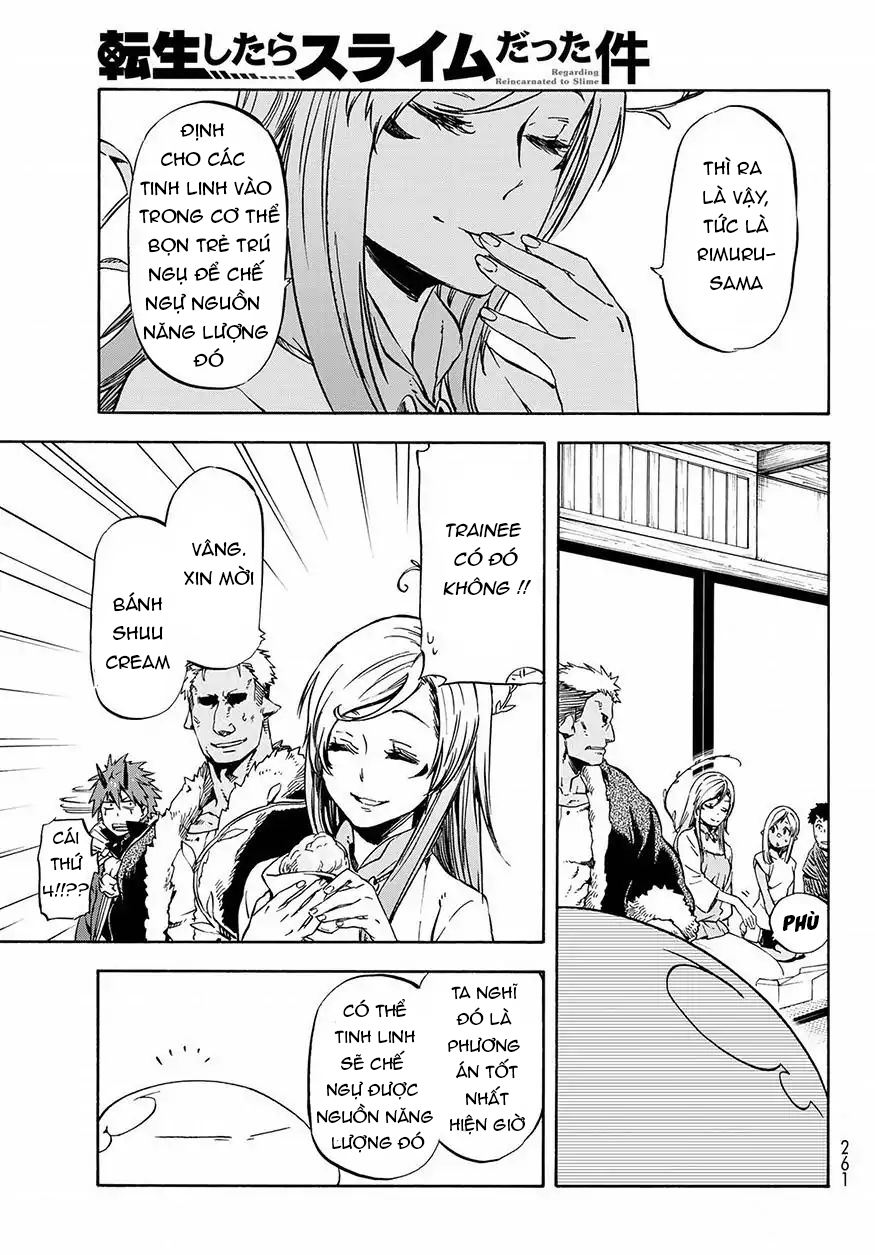 転生したらスライムだった件
Regarding
Reincarnated to Slime
THÌ RA
LÀ VẬY,
TỨC LÀ
RIMURU-
SAMA
ĐỊNH
CHO CÁC
TINH LINH VÀO
TRONG CƠ THỂ
BỌN TRẺ TRÚ
NGỤ ĐỂ CHẾ
NGỰ NGUỒN
NĂNG LƯỢNG
ĐÓ
PHÙ
TRAINEE
CÓ ĐÓ
KHÔNG !!
VÂNG.
XIN MỜI
BÁNH
SHUU
CREAM
CÁI
THỨ
4!!??
TA NGHĨ
ĐÓ LÀ
PHƯƠNG
ÁN TỐT
NHẤT
HIỆN GIỜ
CÓ THỂ
TINH LINH
SẼ CHẾ
NGỰ ĐƯỢC
NGUỒN NĂNG
LƯỢNG ĐÓ
261